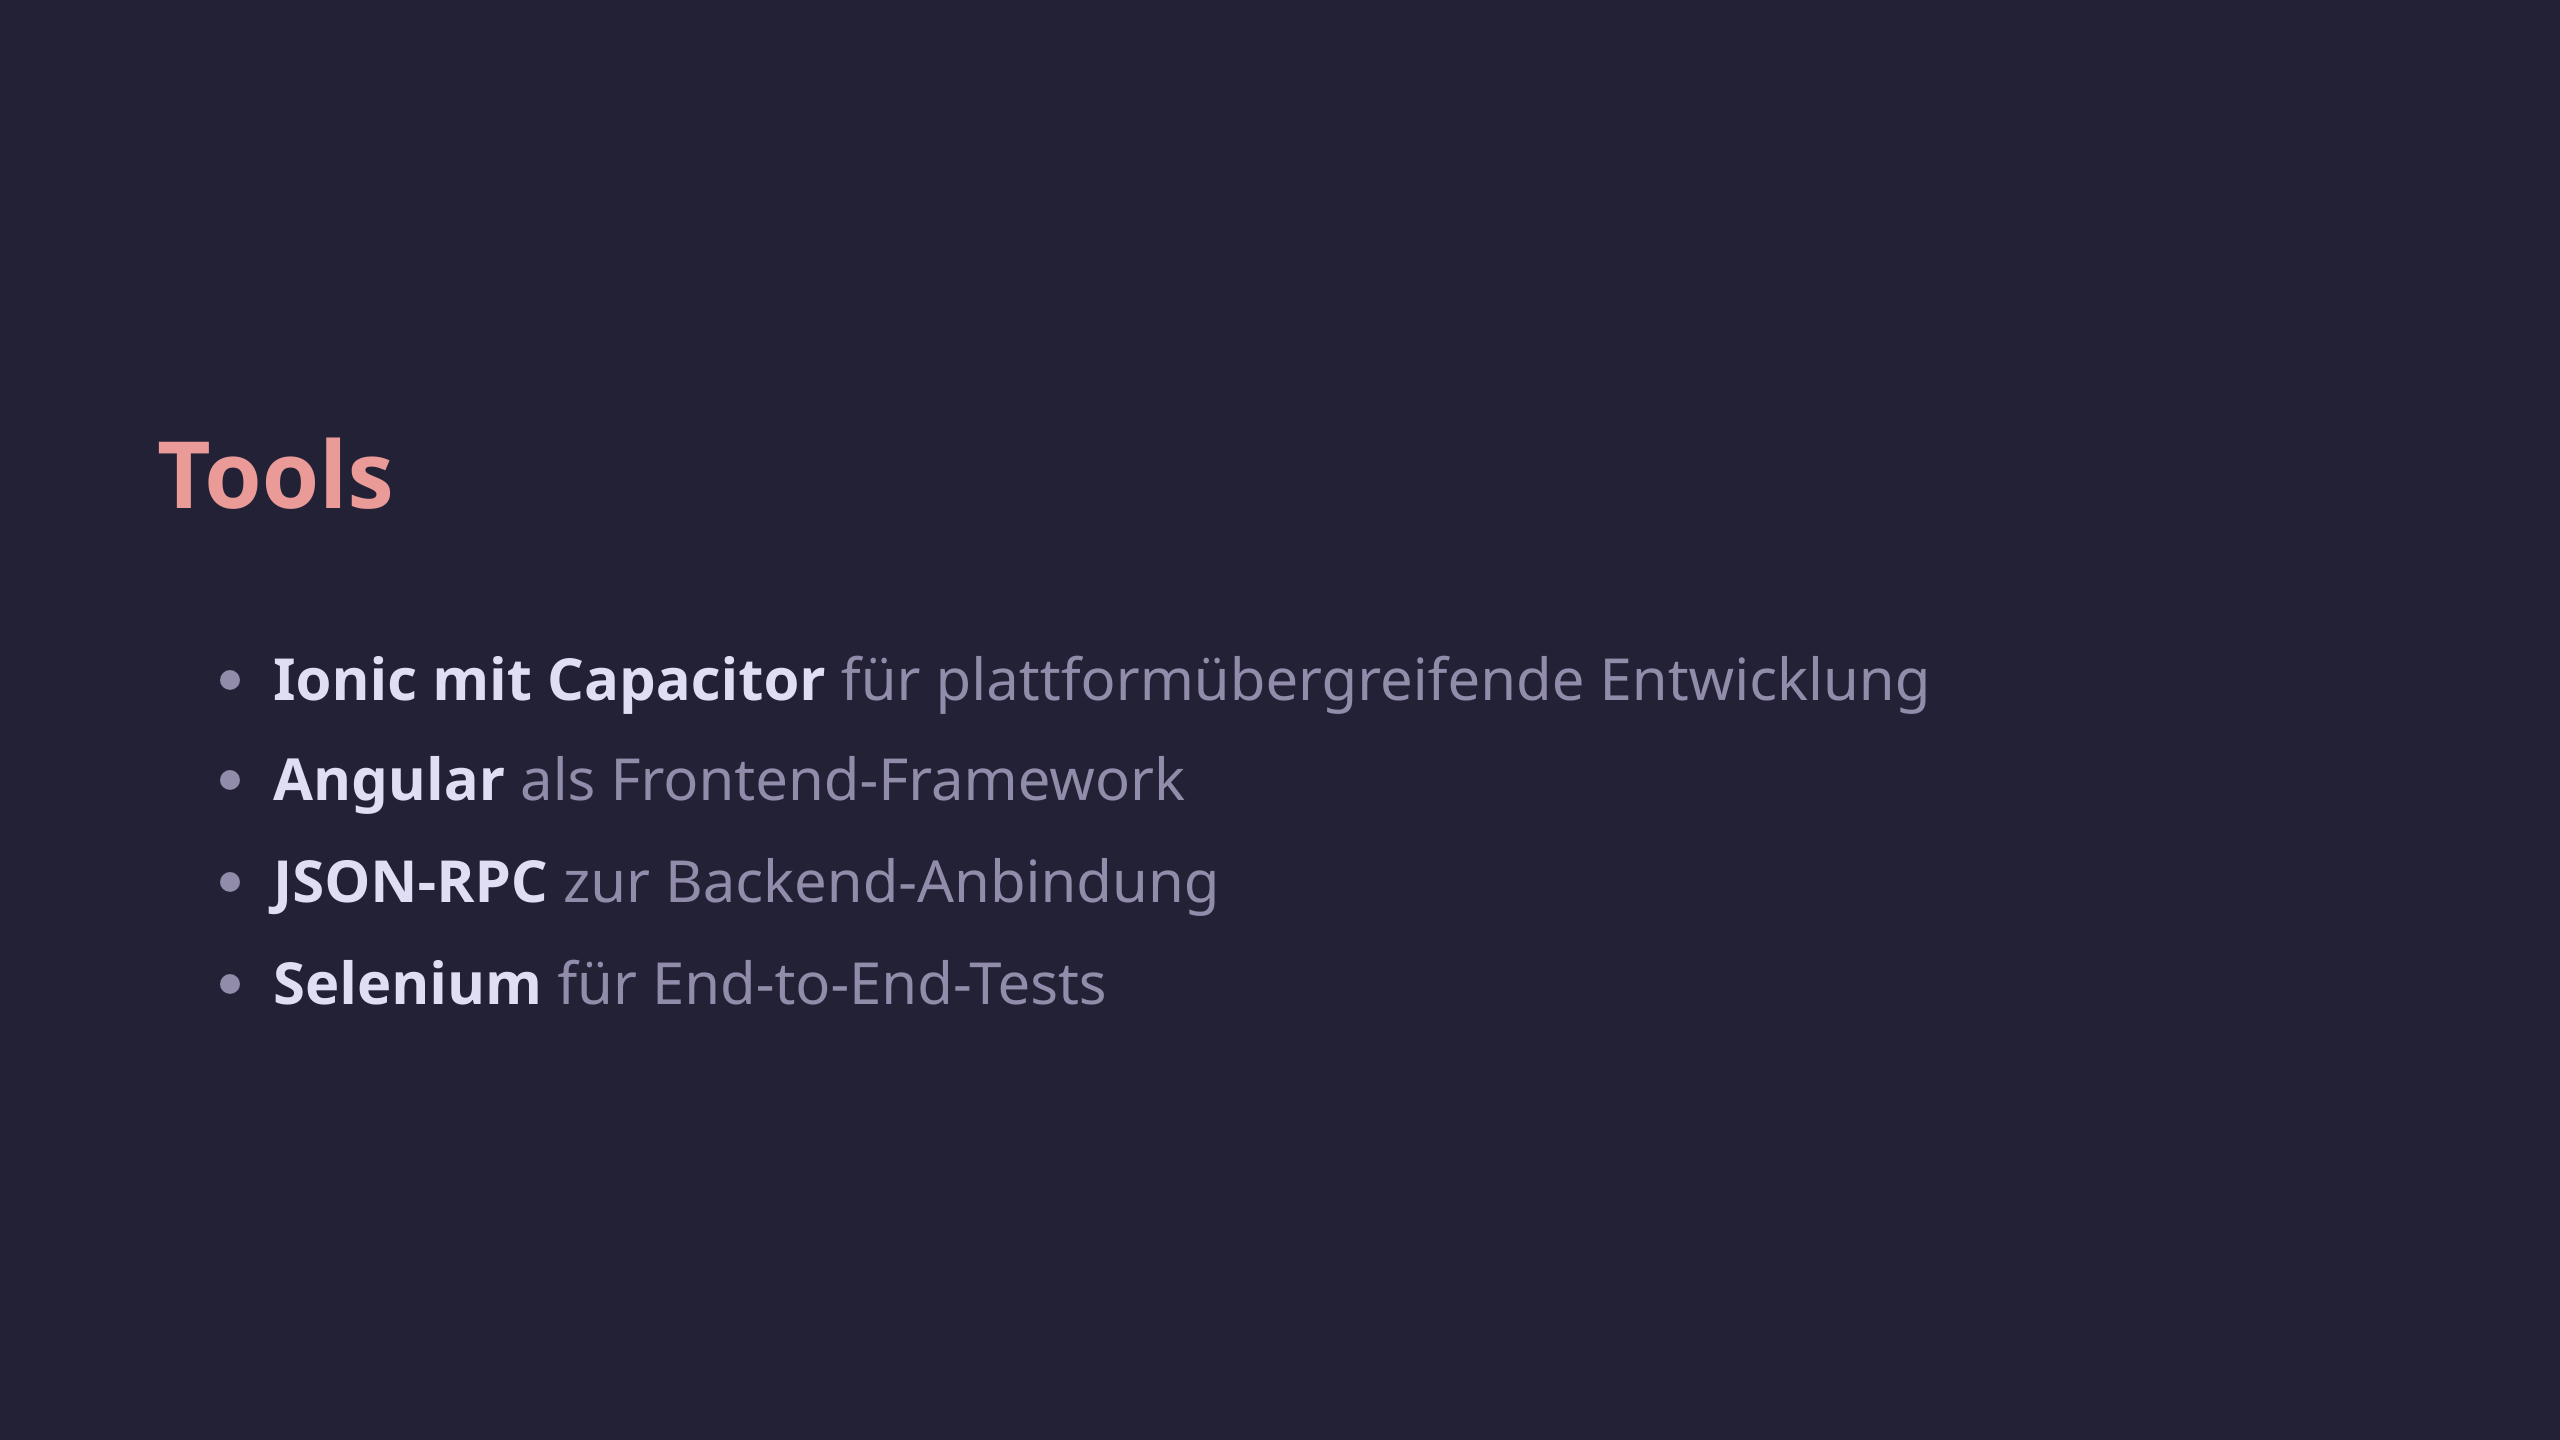 Tools
Ionic mit Capacitor für plattformübergreifende Entwicklung
Angular als Frontend-Framework
JSON-RPC zur Backend-Anbindung
Selenium für End-to-End-Tests